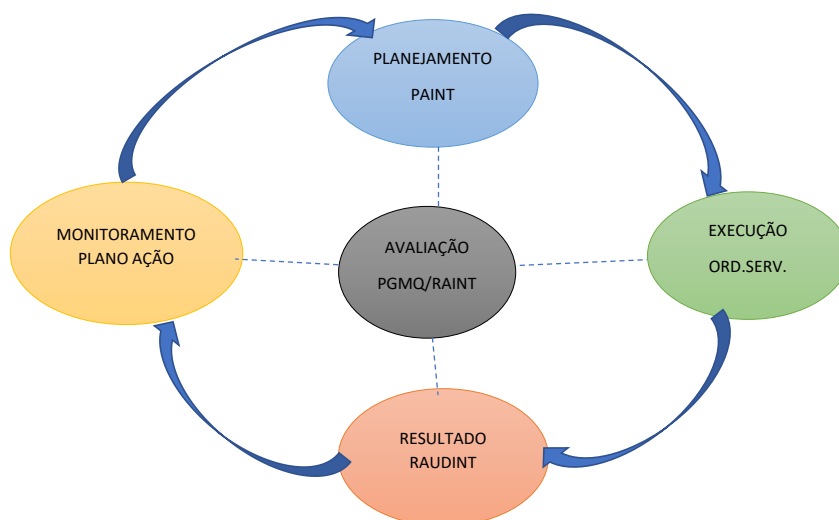 PLANEJAMENTO
PAINT
MONITORAMENTO
PLANO AÇÃO
AVALIAÇÃO
PGMQ/RAINT
EXECUÇÃO
ORD.SERV.
RESULTADO
RAUDINT